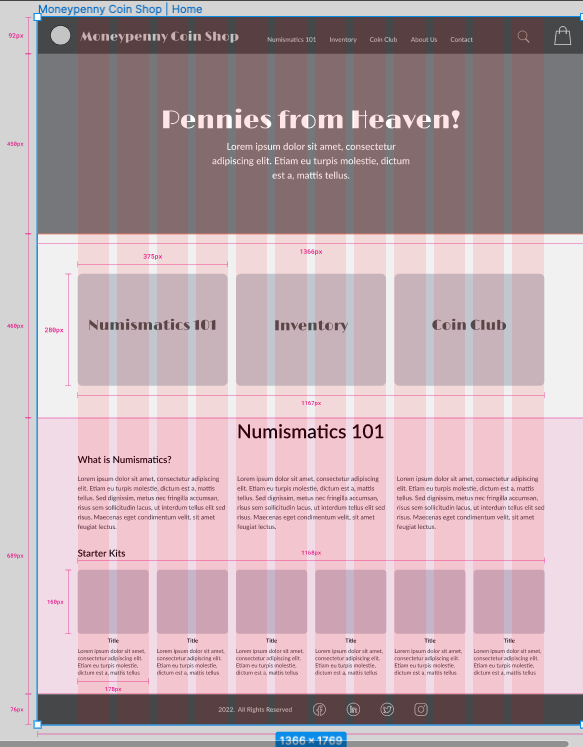 Moneypenny Coin Shop | Home
92px
Moneypenny Coin Shop
Numismatics 101
Inventory
Coin Club
About Us
Contact
Pennies from Heaven!
450px
Lorem ipsum dolor sit amet, consectetur
adipiscing elit. Etiam eu turpis molestie, dictum
est a, mattis tellus.
1366px
375px
460px
280px
Numismatics 101
Inventory
Coin Club
1167px
Numismatics 101
What is Numismatics?
Lorem ipsum dolor sit amet, consectetur adipiscing
elit. Etiam eu turpis molestie, dictum est a, mattis
tellus. Sed dignissim, metus nec fringilla accumsan,
risus sollicitudin lacus, ut interdum tellus elit sed
risus. Maecenas eget condimentum velit, sit amet
feugiat lectus.
Lorem ipsum dolor sit amet, consectetur adipiscing
elit. Etiam eu turpis molestie, dictum est a, mattis
tellus. Sed dignissim, metus nec fringilla accumsan,
risus sem sollicitudin lacus, ut interdum tellus elit sed
risus. Maecenas eget condimentum velit, sit amet
feugiat lectus.
Lorem ipsum dolor sit amet, consectetur adipiscing
elit. Etiam eu turpis molestie, dictum est a, mattis
tellus. Sed dignissim, metus nec fringilla accumsan,
risus sem sollicitudin lacus, ut interdum tellus elit sed
risus. Maecenas eget condimentum velit, sit amet
feugiat lectus.
689px
Starter Kits
1168px
160px
Title
Lorem ipsum dolor sit amet,
consectetur adipiscing elit.
Etiam eu turpis molestie,
dictum est a, mattis tellus
Title
Lorem ipsum dolor sit amet,
consectetur adipiscing elit.
Etiam eu turpis molestie,
dictum est a, mattis tellus
Title
Lorem ipsum dolor sit amet,
consectetur adipiscing elit.
Etiam eu turpis molestie,
dictum est a, mattis tellus
Title
Lorem ipsum dolor sit amet,
consectetur adipiscing elit.
Etiam eu turpis molestie,
dictum est a, mattis tellus
Title
Lorem ipsum dolor sit amet,
consectetur adipiscing elit.
Etiam eu turpis molestie,
dictum est a, mattis tellus
Title
Lorem ipsum dolor sit amet,
consectetur adipiscing elit.
Etiam eu turpis molestie,
dictum est a, mattis tellus
178px
76px
2022. All Rights Reserved
1366 × 1769